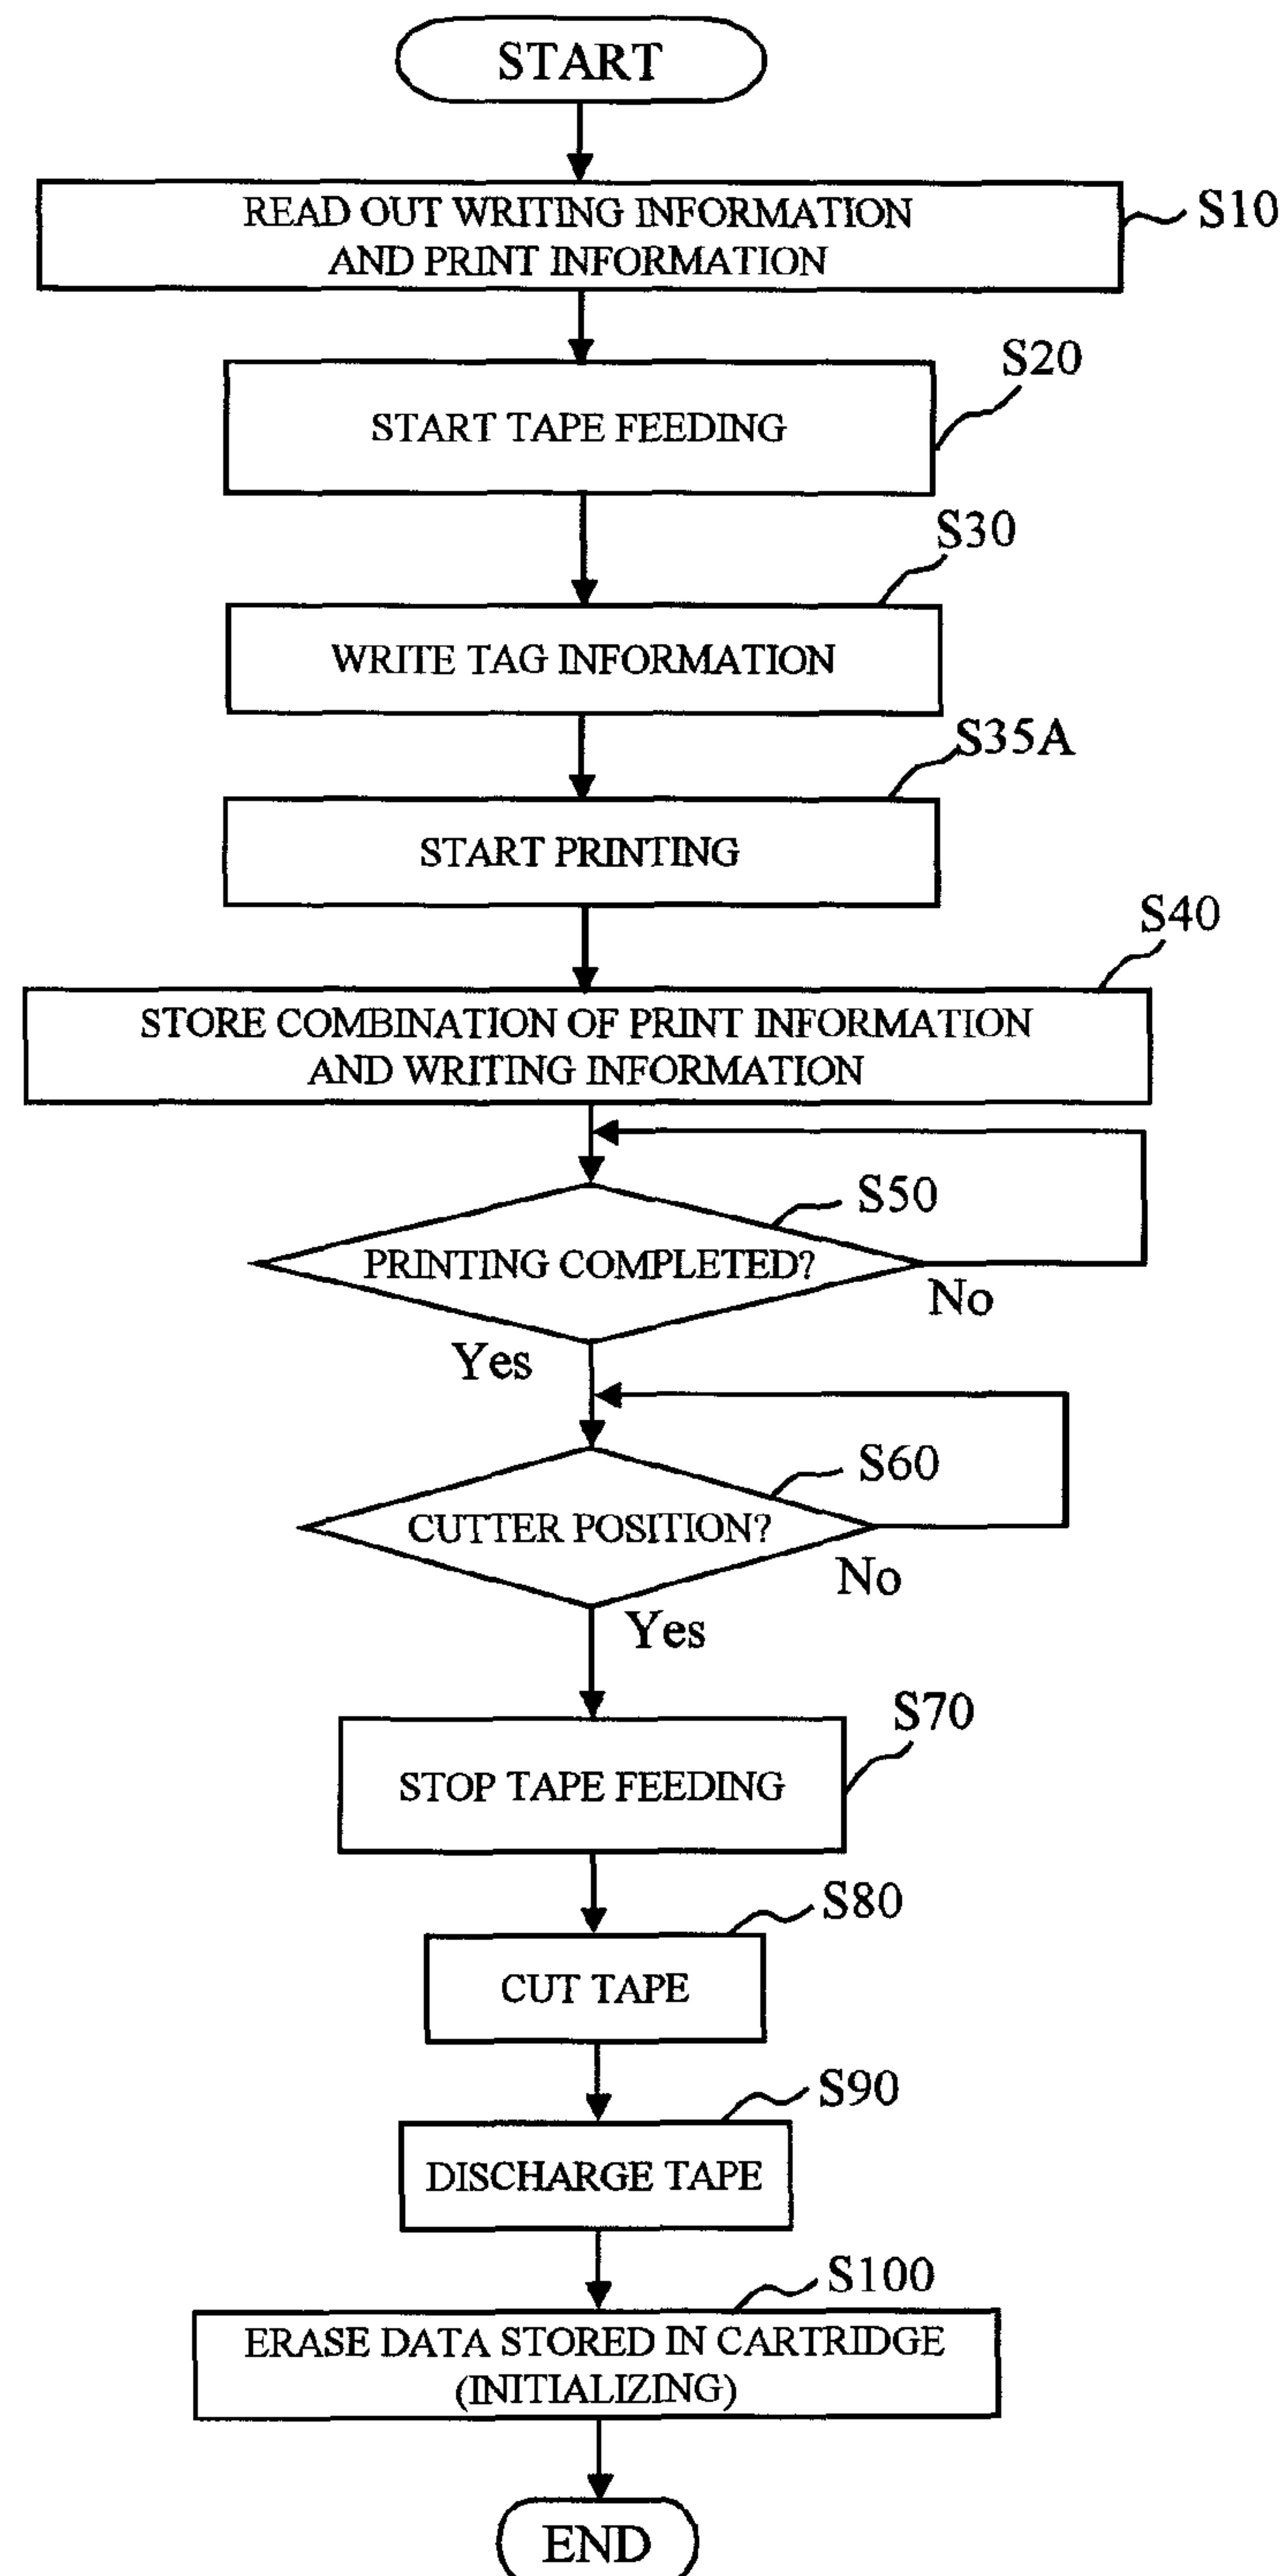 START
READ OUT WRITING INFORMATION
AND PRINT INFORMATION
S10
START TAPE FEEDING
S20
WRITE TAG INFORMATION
S30
START PRINTING
S35A
STORE COMBINATION OF PRINT INFORMATION
AND WRITING INFORMATION
S40
PRINTING COMPLETED?
S50
No
Yes
CUTTER POSITION?
S60
No
Yes
STOP TAPE FEEDING
S70
CUT TAPE
S80
DISCHARGE TAPE
S90
ERASE DATA STORED IN CARTRIDGE
(INITIALIZING)
S100
END